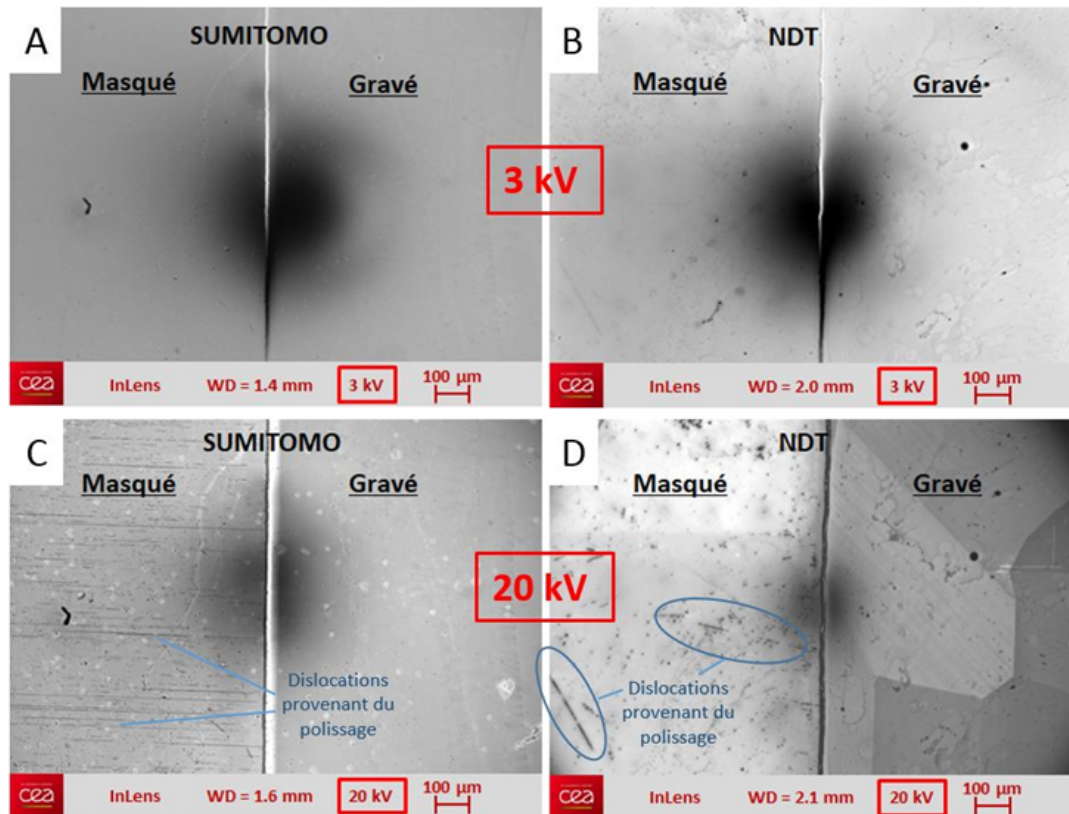 A
SUMITOMO
Masqué
Gravé
B
NDT
Masqué
Gravé
3 kV
cea
InLens
WD = 1.4 mm
3 kV
100 µm
cea
InLens
WD = 2.0 mm
3 kV
100 µm
C
SUMITOMO
Masqué
Gravé
D
NDT
Masqué
Gravé
20 kV
Dislocations
provenant du
polissage
Dislocations
provenant du
polissage
cea
InLens
WD = 1.6 mm
20 kV
100 µm
cea
InLens
WD = 2.1 mm
20 kV
100 µm